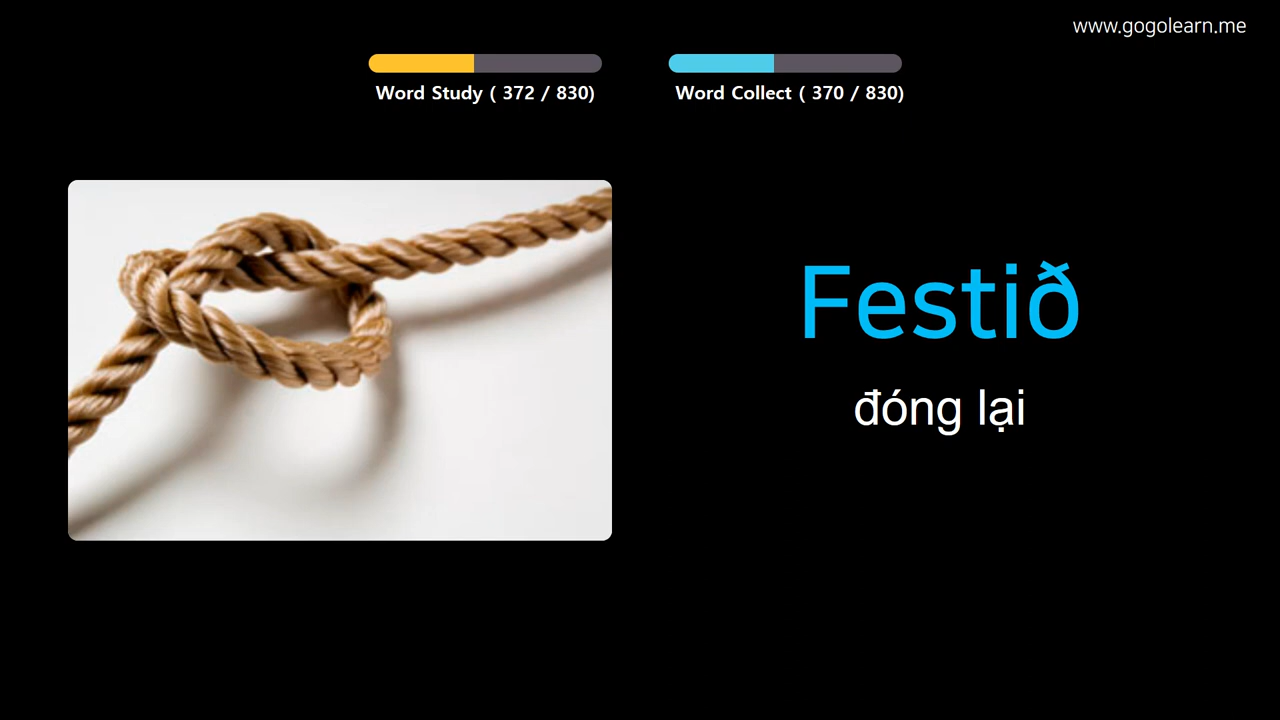 www.gogolearn.me
Word Study ( 372 / 830)
Word Collect ( 370 / 830)
Festið
đóng lại